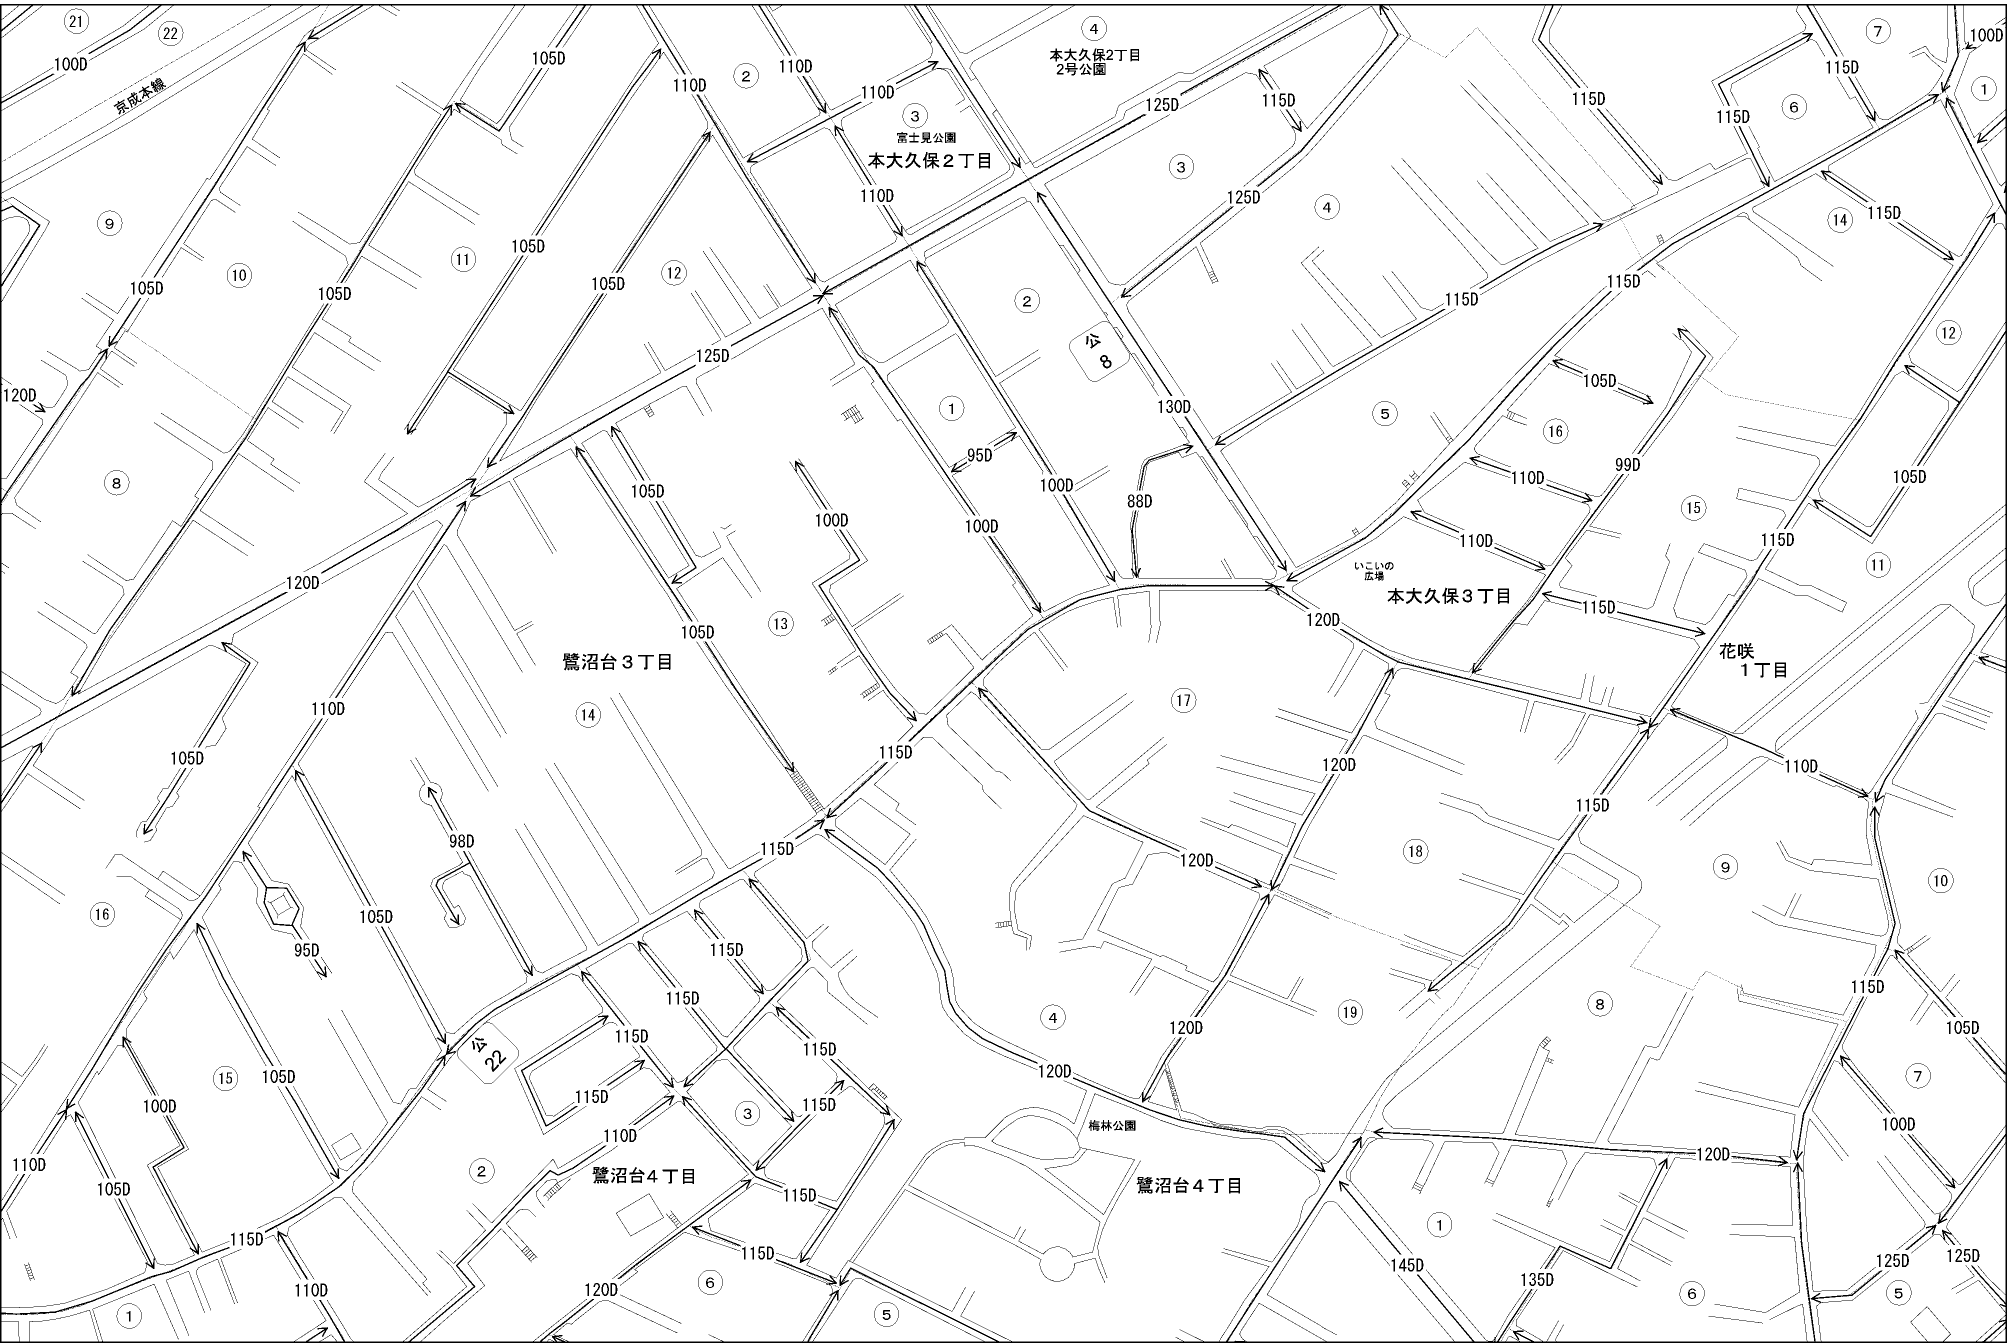 21
22
100D
京成本線
105D
110D
②
110D
110D
③
富士見公園
本大久保２丁目
110D
④
本大久保2丁目
2号公園
125D
115D
115D
115D
115D
⑦
100D
⑥
①
⑨
105D
⑩
105D
⑪
105D
105D
⑫
125D
②
公
8
③
125D
④
115D
⑭
115D
115D
⑫
120D
⑧
105D
①
95D
100D
100D
130D
88D
⑤
105D
⑯
110D
99D
110D
⑮
105D
115D
⑪
いこいの
広場
本大久保３丁目
115D
120D
花咲
１丁目
120D
105D
100D
105D
⑬
鷺沼台３丁目
110D
⑭
105D
98D
115D
115D
⑰
120D
120D
⑱
115D
110D
⑨
⑩
⑯
95D
105D
115D
115D
115D
115D
公
22
⑮
105D
100D
105D
110D
115D
110D
①
②
115D
110D
③
115D
115D
115D
鷺沼台４丁目
115D
120D
⑥
⑤
④
120D
120D
⑲
梅林公園
鷺沼台４丁目
⑧
115D
105D
⑦
100D
120D
①
145D
135D
⑥
125D
125D
⑤